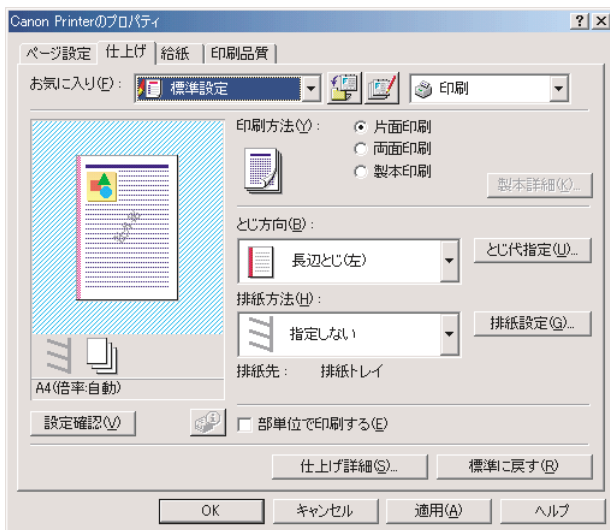 Canon Printerのプロパティ
ページ設定 仕上げ 給紙 印刷品質
お気に入り(F): 標準設定 印刷
印刷方法(Y): 片面印刷
両面印刷
製本印刷
製本詳細(K)...
とじ方向(B):
長辺とじ(左) とじ代指定(U)...
排紙方法(H):
指定しない 排紙設定(G)...
排紙先: 排紙トレイ
A4(倍率:自動)
設定確認(V) 部単位で印刷する(E)
仕上げ詳細(S)... 標準に戻す(R)
OK キャンセル 適用(A) ヘルプ